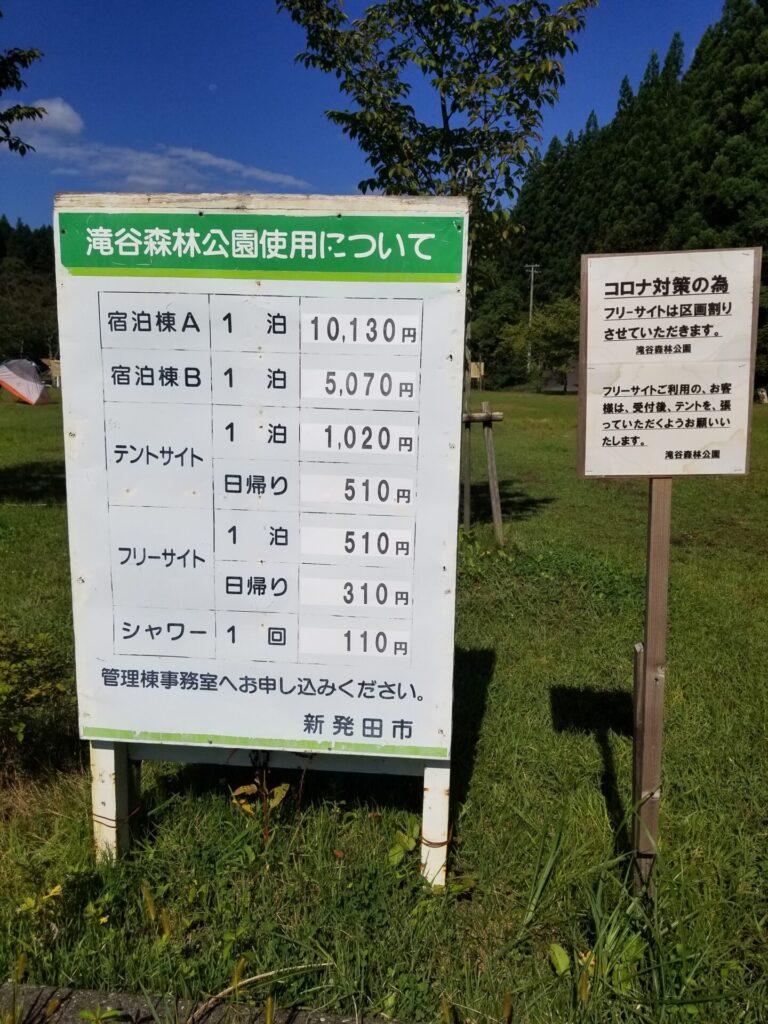 滝谷森林公園使用について
宿泊棟A 1 泊 10,130円
宿泊棟B 1 泊 5,070円
テントサイト 1 泊 1,020円
日帰り 510円
フリーサイト 1 泊 510円
日帰り 310円
シャワー 1 回 110円
管理棟事務室へお申し込みください。
新発田市
コロナ対策の為
フリーサイトは区画割り
させていただきます。
滝谷森林公園
フリーサイトご利用の、お客
様は、受付後、テントを、張
っていただくようお願いい
たします。
滝谷森林公園